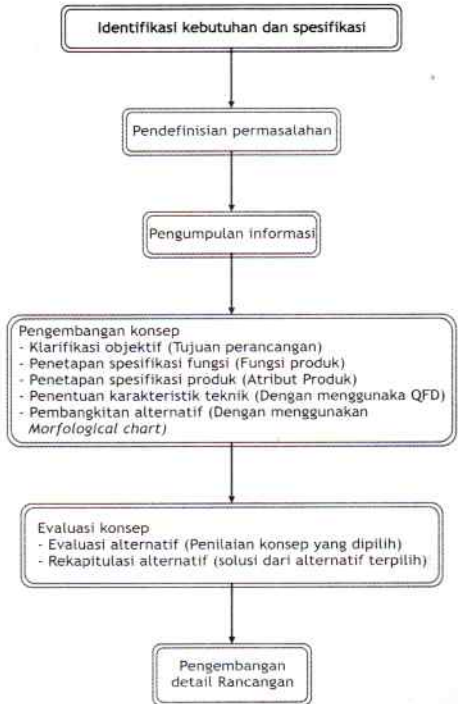 Identifikasi kebutuhan dan spesifikasi
Pendefinisian permasalahan
Pengumpulan informasi
Pengembangan konsep
- Klarifikasi objektif (Tujuan perancangan)
- Penetapan spesifikasi fungsi (Fungsi produk)
- Penetapan spesifikasi produk (Atribut Produk)
- Penentuan karakteristik teknik (Dengan menggunaka QFD)
- Pembangkitan alternatif (Dengan menggunakan
Morfological chart)
Evaluasi konsep
- Evaluasi alternatif (Penilaian konsep yang dipilih)
- Rekapitulasi alternatif (solusi dari alternatif terpilih)
Pengembangan
detail Rancangan